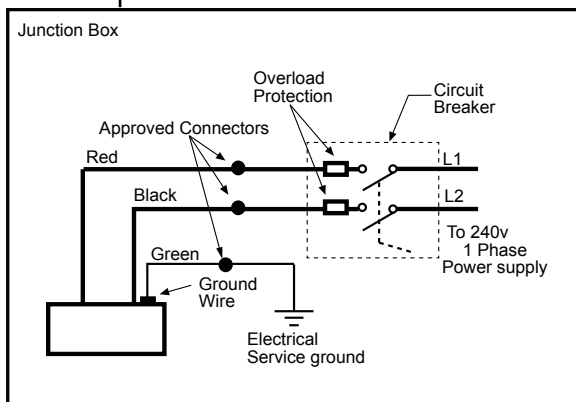 Junction Box
Overload
Protection
Circuit
Breaker
Approved Connectors
Red
L1
Black
L2
To 240v
1 Phase
Power supply
Green
Ground
Wire
Electrical
Service ground